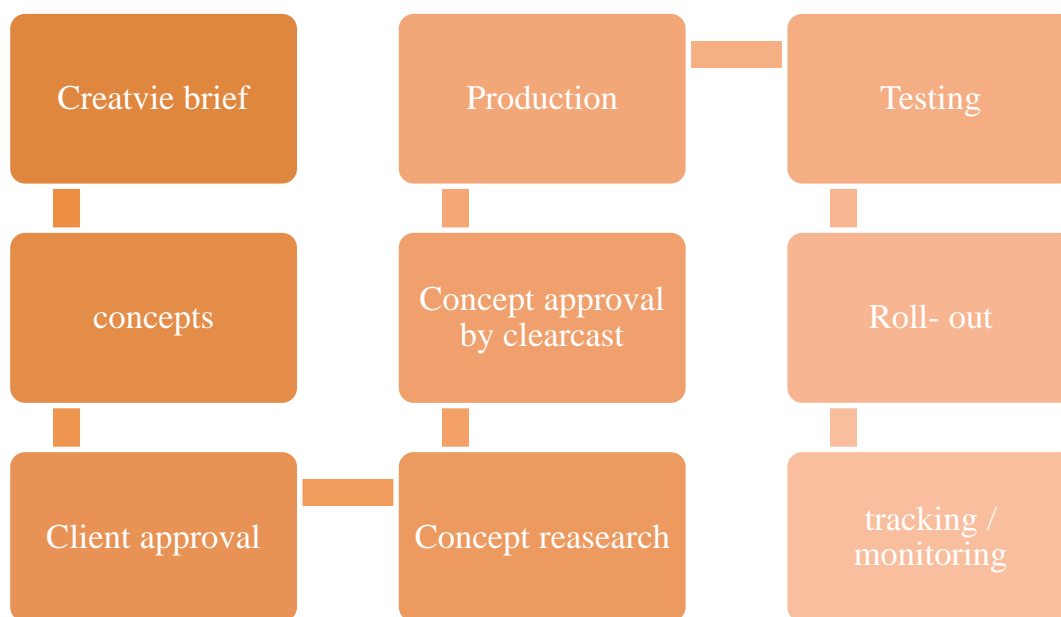 Creatvie brief
concepts
Client approval
Concept reasearch
Concept approval
by clearcast
Production
Testing
Roll- out
tracking /
monitoring